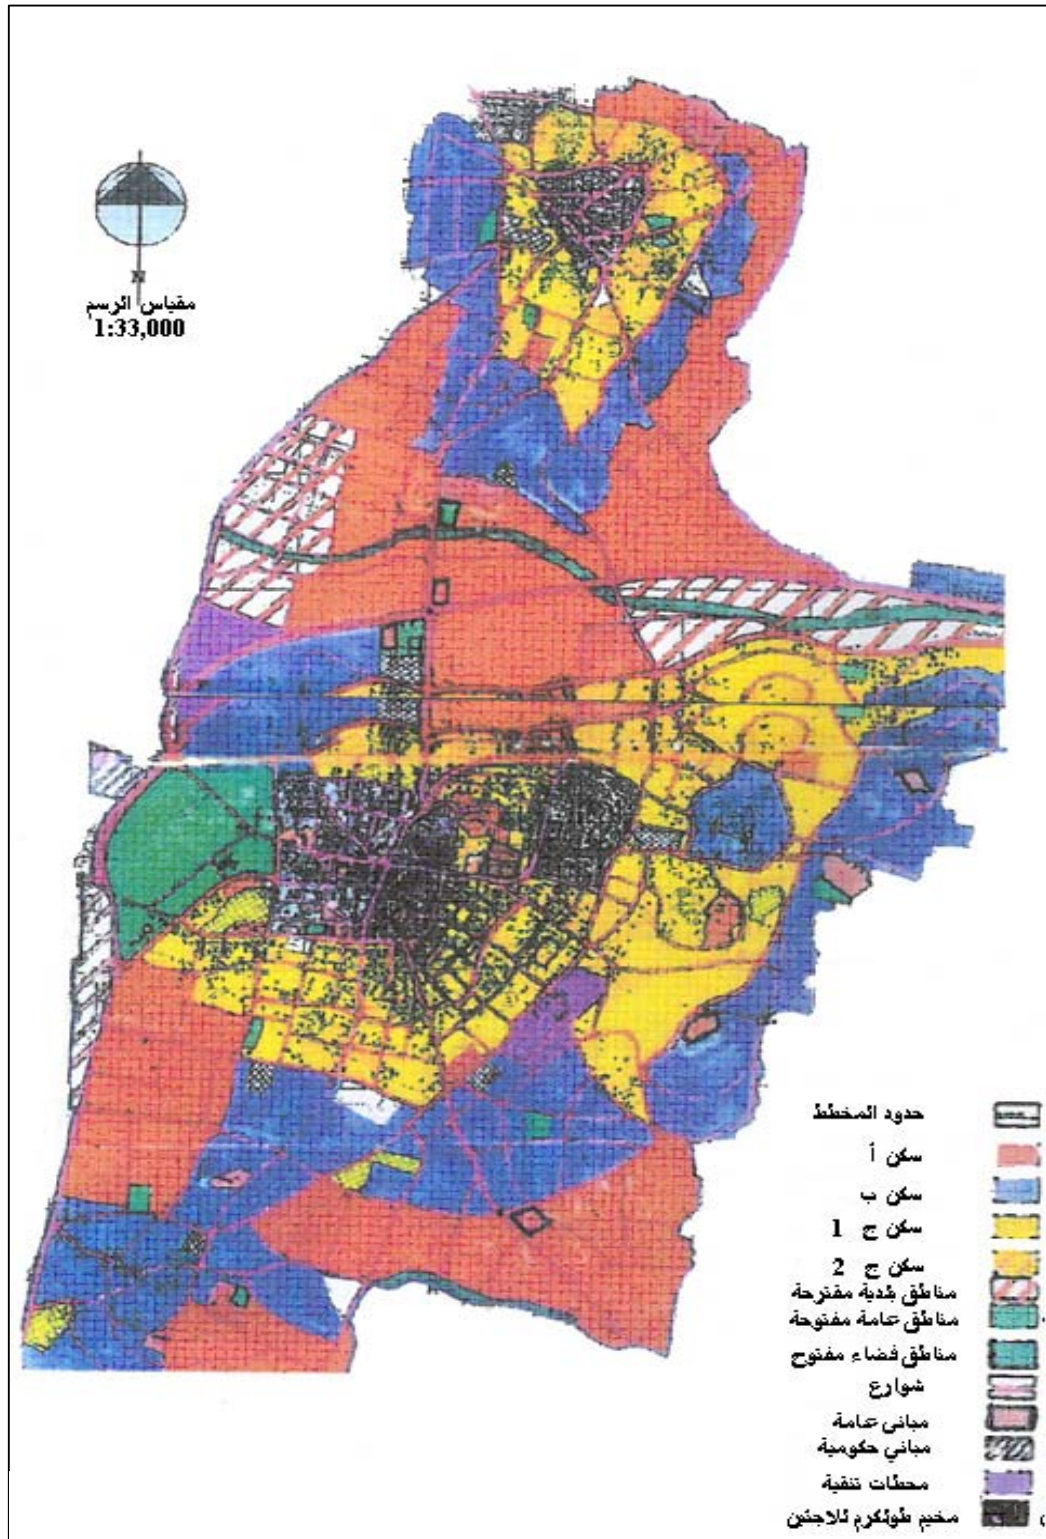 N
مقياس الرسم
1:33,000
حدود المخطط
سكن أ
سكن ب
سكن ج 1
سكن ج 2
مناطق بلدية مقترحة
مناطق عامة مفتوحة
مناطق فضاء مفتوح
شوارع
مباني عامة
مباني حكومية
محطات تنقية
مخيم طولكرم للاجئين